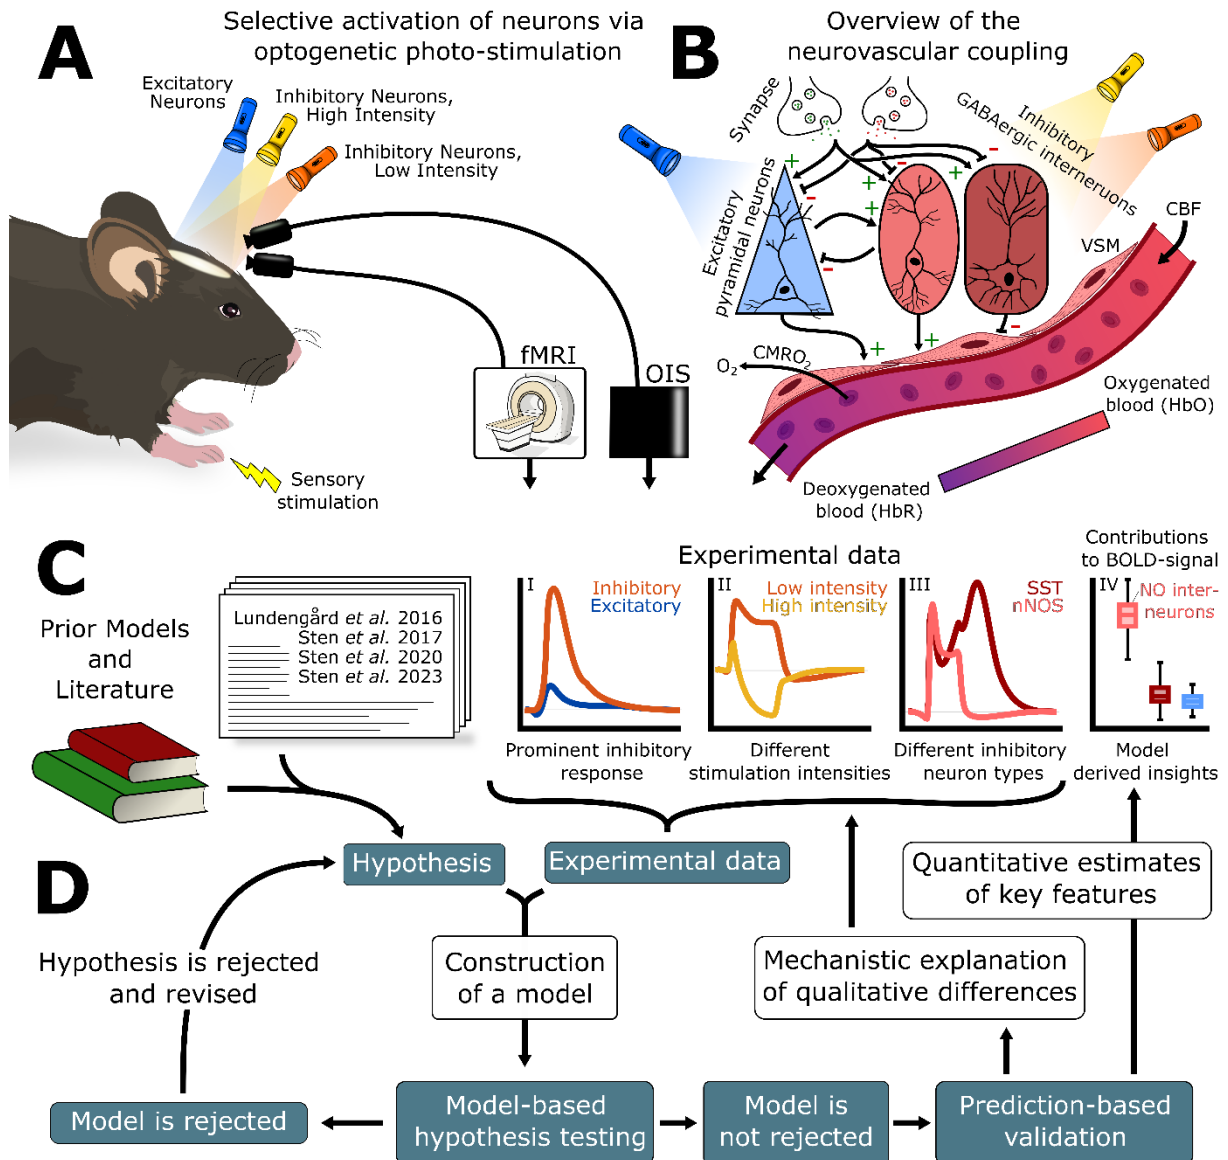 A
Selective activation of neurons via
optogenetic photo-stimulation
Excitatory
Neurons
Inhibitory Neurons,
High Intensity
Inhibitory Neurons,
Low Intensity
fMRI
OIS
Sensory
stimulation
B
Overview of the
neurovascular coupling
Synapse
Inhibitory
GABAergic interneruons
Excitatory
pyramidal neurons
+
-
-
+
-
+
+
-
+
-
+
+
-
CBF
VSM
O₂
CMRO₂
Oxygenated
blood (HbO)
Deoxygenated
blood (HbR)
C
Prior Models
and
Literature
Lundengård et al. 2016
Sten et al. 2017
Sten et al. 2020
Sten et al. 2023
Experimental data
I
Inhibitory
Excitatory
Prominent inhibitory
response
II
Low intensity
High intensity
Different
stimulation intensities
III
SST
nNOS
Different inhibitory
neuron types
Contributions
to BOLD-signal
IV
NO inter-
neurons
Model
derived insights
D
Hypothesis
Experimental data
Quantitative estimates
of key features
Hypothesis is rejected
and revised
Construction
of a model
Mechanistic explanation
of qualitative differences
Model is rejected
Model-based
hypothesis testing
Model is
not rejected
Prediction-based
validation